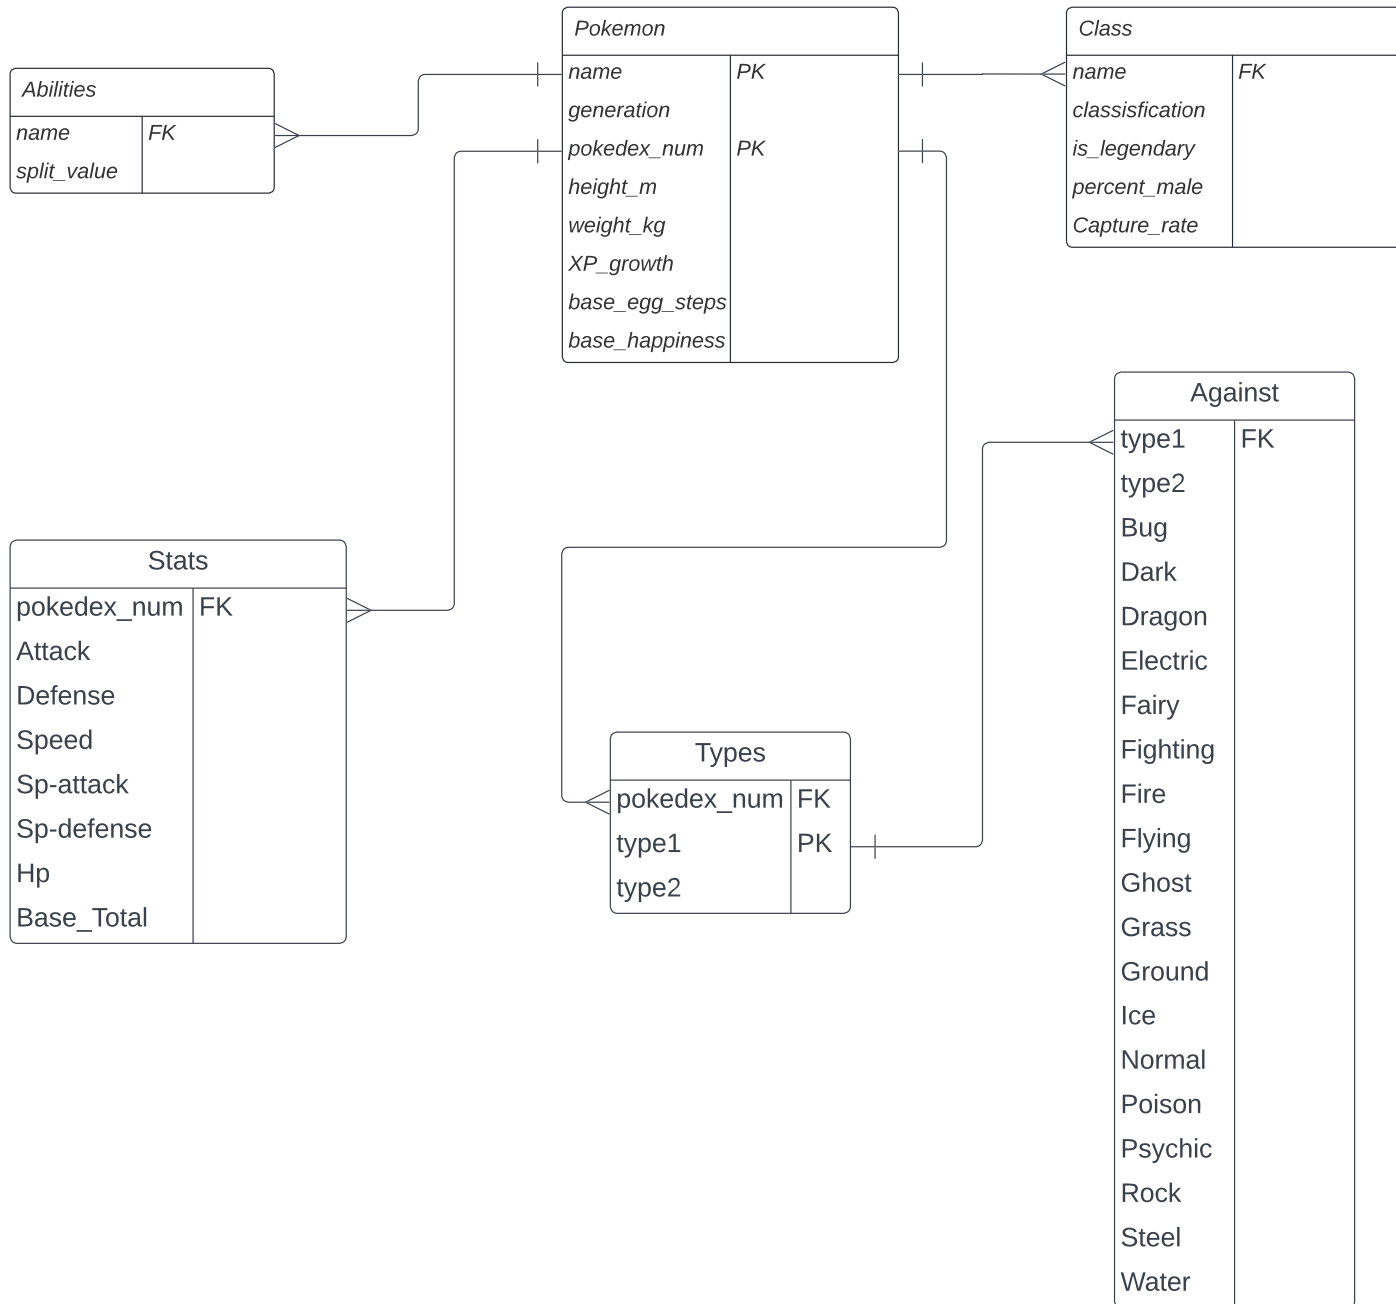 Pokemon
name PK
generation
pokedex_num PK
height_m
weight_kg
XP_growth
base_egg_steps
base_happiness
Class
name FK
classisfication
is_legendary
percent_male
Capture_rate
Abilities
name FK
split_value
Against
type1 FK
type2
Bug
Dark
Dragon
Electric
Fairy
Fighting
Fire
Flying
Ghost
Grass
Ground
Ice
Normal
Poison
Psychic
Rock
Steel
Water
Stats
pokedex_num FK
Attack
Defense
Speed
Sp-attack
Sp-defense
Hp
Base_Total
Types
pokedex_num FK
type1 PK
type2